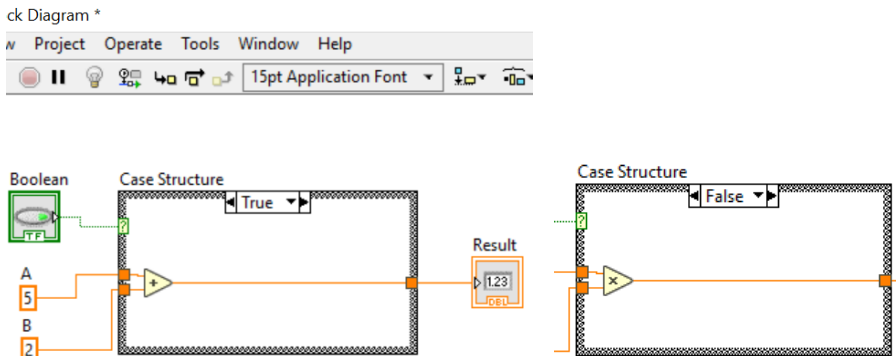 ck Diagram *
w Project Operate Tools Window Help
15pt Application Font
Boolean
TF
Case Structure
True
?
A
5
+
B
2
Result
1.23
DBL
Case Structure
False
?
x